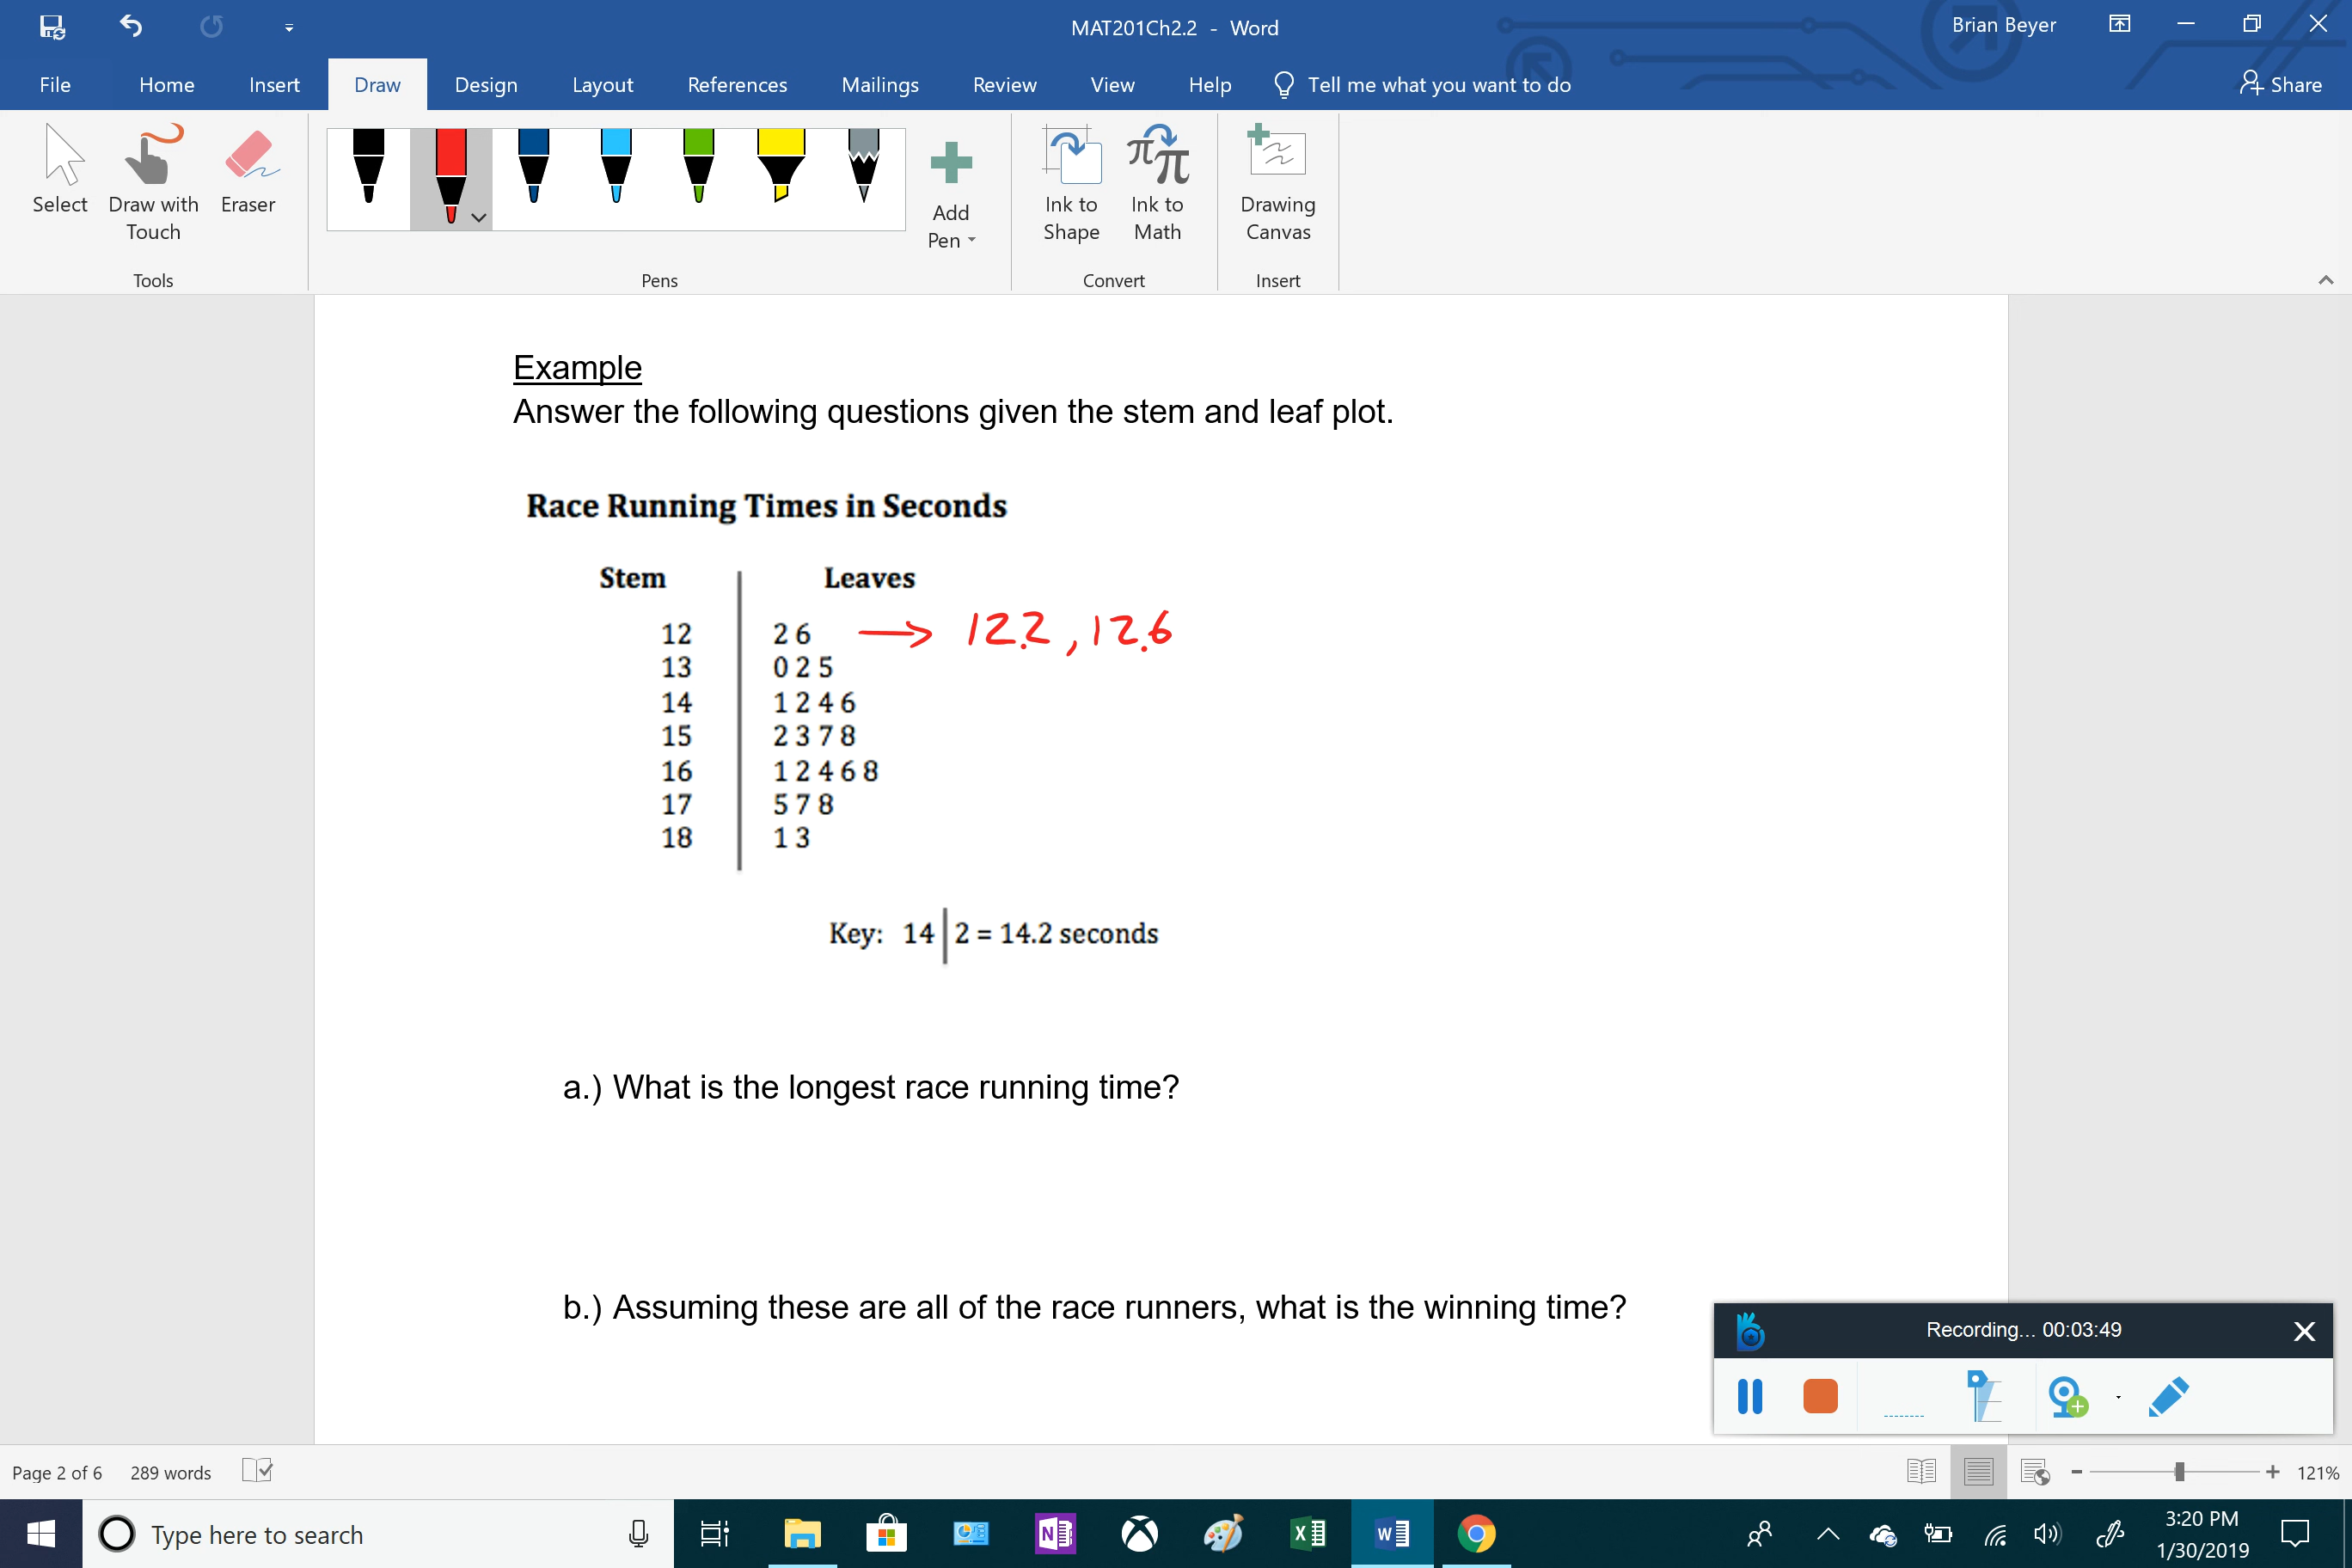 MAT201Ch2.2 - Word
Brian Beyer
File Home Insert Draw Design Layout References Mailings Review View Help Tell me what you want to do Share
Select Draw with Touch Eraser
Add Pen
Ink to Shape Ink to Math
Drawing Canvas
Tools Pens Convert Insert
Example
Answer the following questions given the stem and leaf plot.
Race Running Times in Seconds
Stem Leaves
12 2 6 → 12.2 , 12.6
13 0 2 5
14 1 2 4 6
15 2 3 7 8
16 1 2 4 6 8
17 5 7 8
18 1 3
Key: 14 | 2 = 14.2 seconds
a.) What is the longest race running time?
b.) Assuming these are all of the race runners, what is the winning time?
Recording... 00:03:49
Page 2 of 6 289 words 121%
Type here to search
3:20 PM
1/30/2019